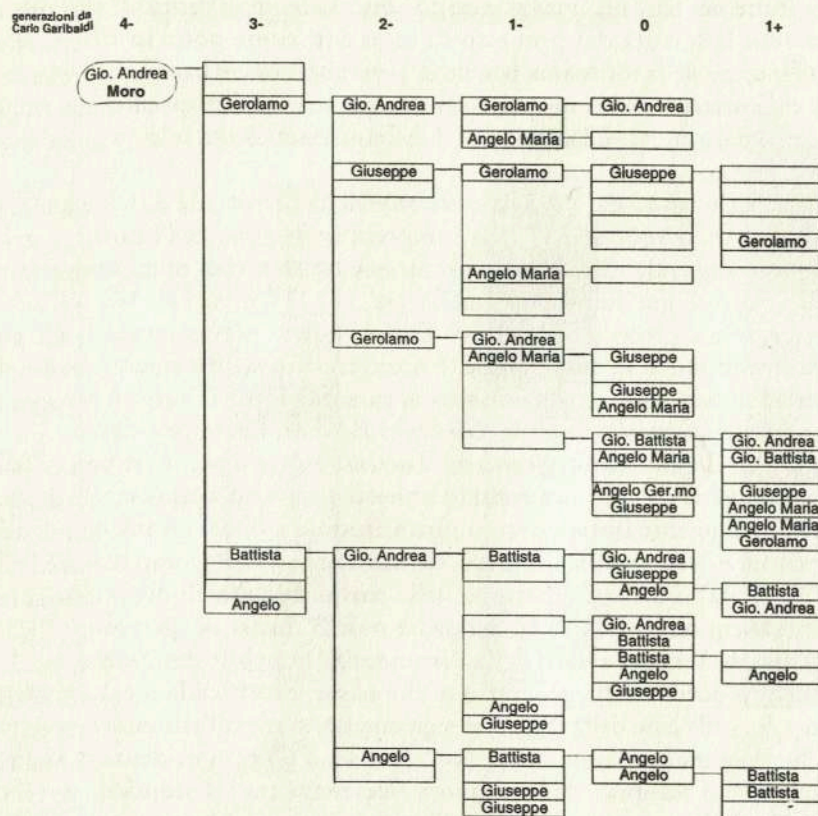 generazioni da
Carlo Garibaldi
4- 3- 2- 1- 0 1+
Gio. Andrea
Moro
Gerolamo Gio. Andrea Gerolamo Gio. Andrea
Angelo Maria
Giuseppe Gerolamo Giuseppe
Gerolamo
Angelo Maria
Gerolamo Gio. Andrea
Angelo Maria Giuseppe
Giuseppe
Angelo Maria
Gio. Battista Gio. Andrea
Angelo Maria Gio. Battista
Angelo Ger.mo Giuseppe
Giuseppe Angelo Maria
Angelo Maria
Gerolamo
Battista Gio. Andrea Battista Gio. Andrea
Giuseppe
Angelo Battista
Angelo Gio. Andrea
Gio. Andrea
Battista
Battista
Angelo Angelo
Giuseppe
Angelo
Giuseppe
Angelo Battista Angelo
Angelo Battista
Giuseppe Battista
Giuseppe